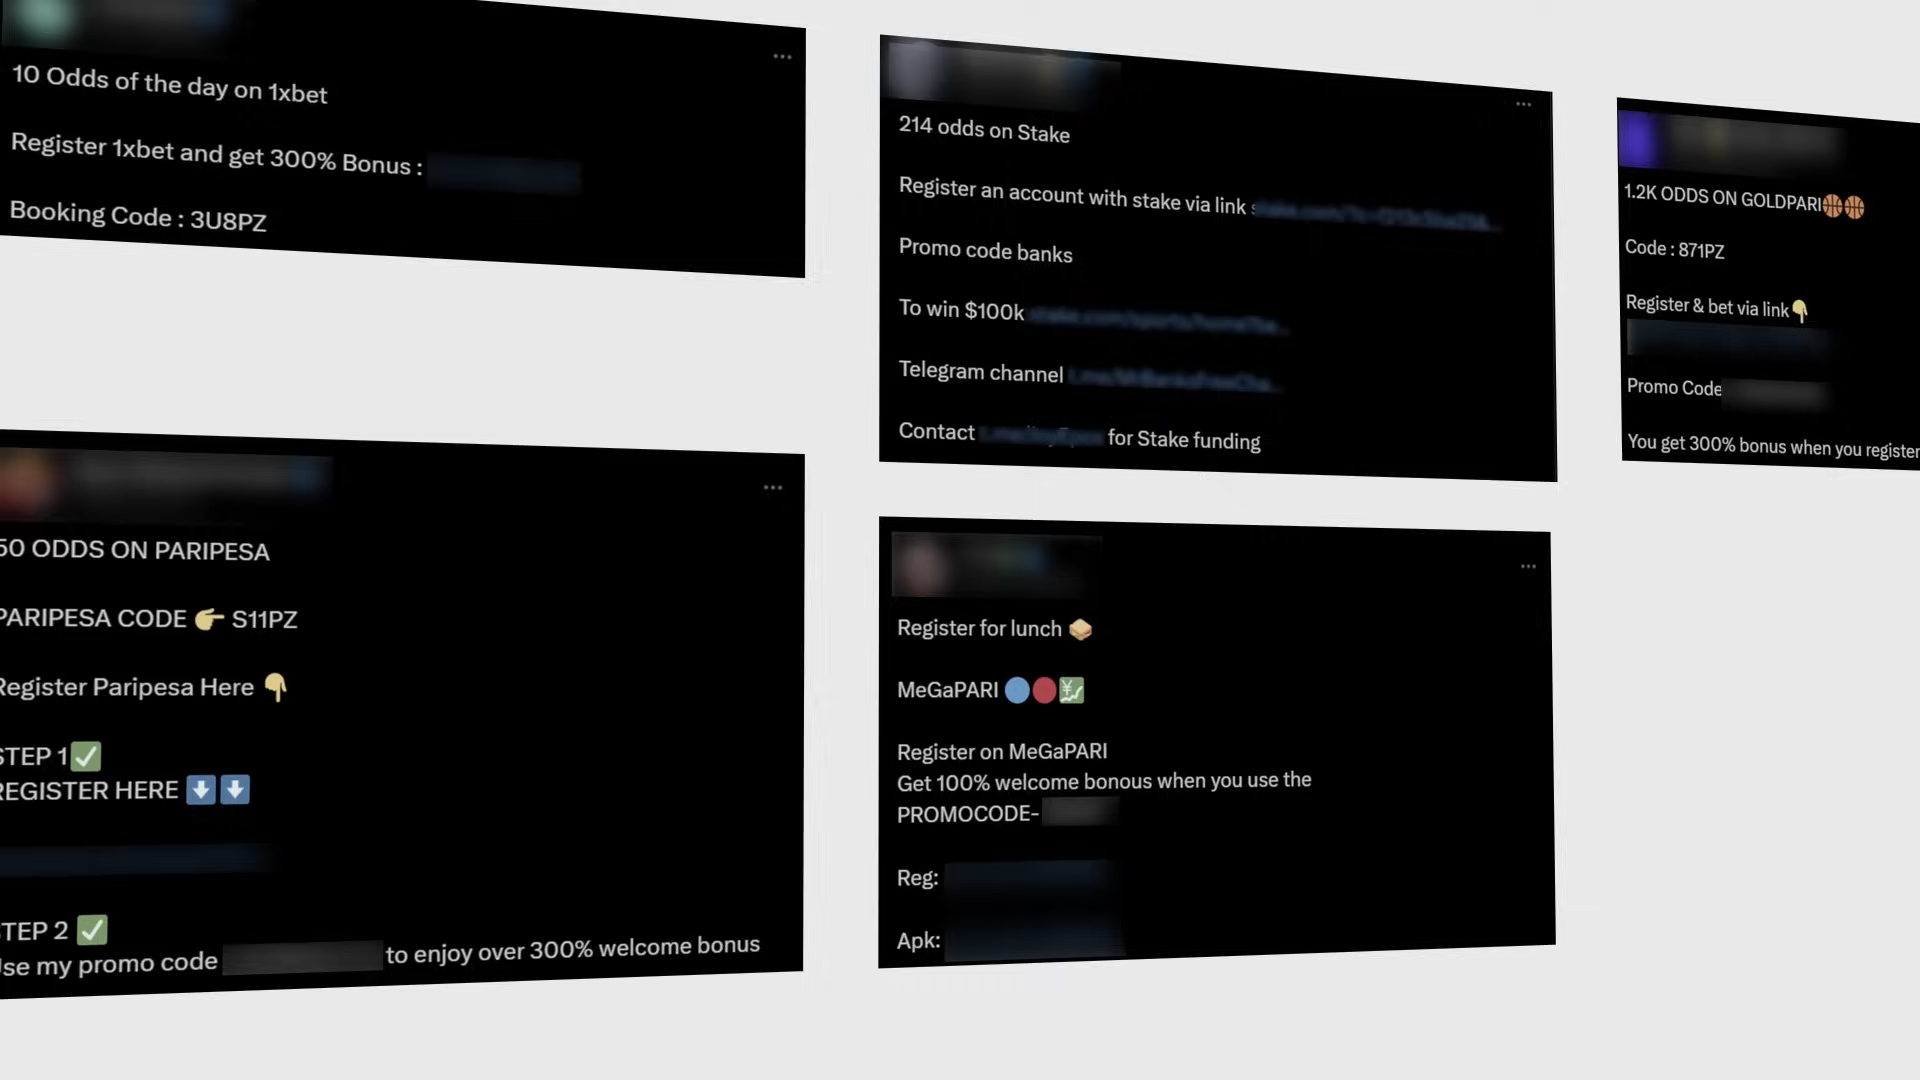 10 Odds of the day on 1xbet
Register 1xbet and get 300% Bonus :
Booking Code : 3U8PZ
50 ODDS ON PARIPESA
PARIPESA CODE 👉 S11PZ
Register Paripesa Here 👇
STEP 1✅
REGISTER HERE ⬇️⬇️
STEP 2 ✅
Use my promo code to enjoy over 300% welcome bonus
214 odds on Stake
Register an account with stake via link
Promo code banks
To win $100k
Telegram channel
Contact for Stake funding
Register for lunch 🥪
MeGaPARI 🔵🔴💹
Register on MeGaPARI
Get 100% welcome bonous when you use the
PROMOCODE-
Reg:
Apk:
1.2K ODDS ON GOLDPARI🏀🏀
Code : 871PZ
Register & bet via link👇
Promo Code
You get 300% bonus when you register